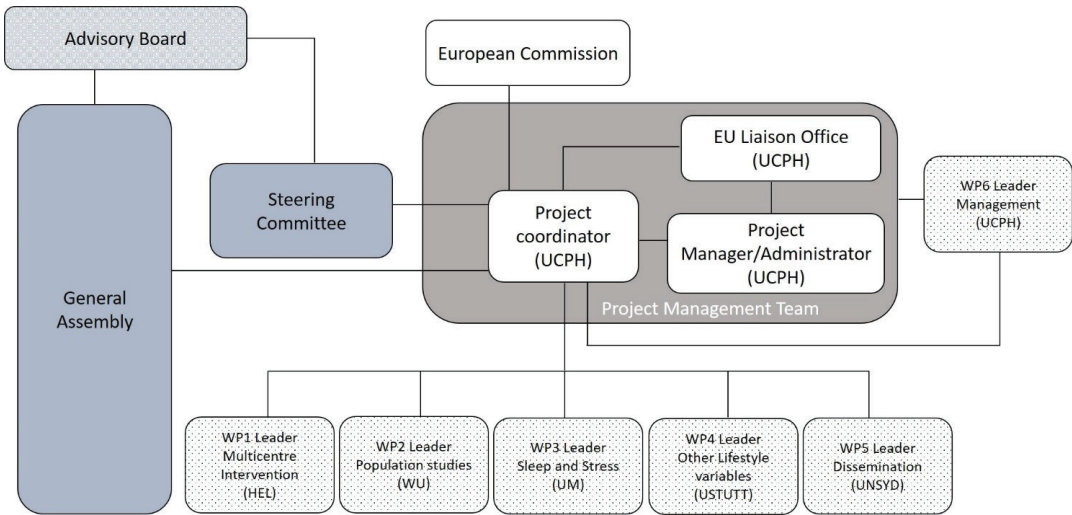 Advisory Board
European Commission
EU Liaison Office
(UCPH)
Steering
Committee
Project
coordinator
(UCPH)
Project
Manager/Administrator
(UCPH)
WP6 Leader
Management
(UCPH)
General
Assembly
Project Management Team
WP1 Leader
Multicentre
Intervention
(HEL)
WP2 Leader
Population studies
(WU)
WP3 Leader
Sleep and Stress
(UM)
WP4 Leader
Other Lifestyle
variables
(USTUTT)
WP5 Leader
Dissemination
(UNSYD)